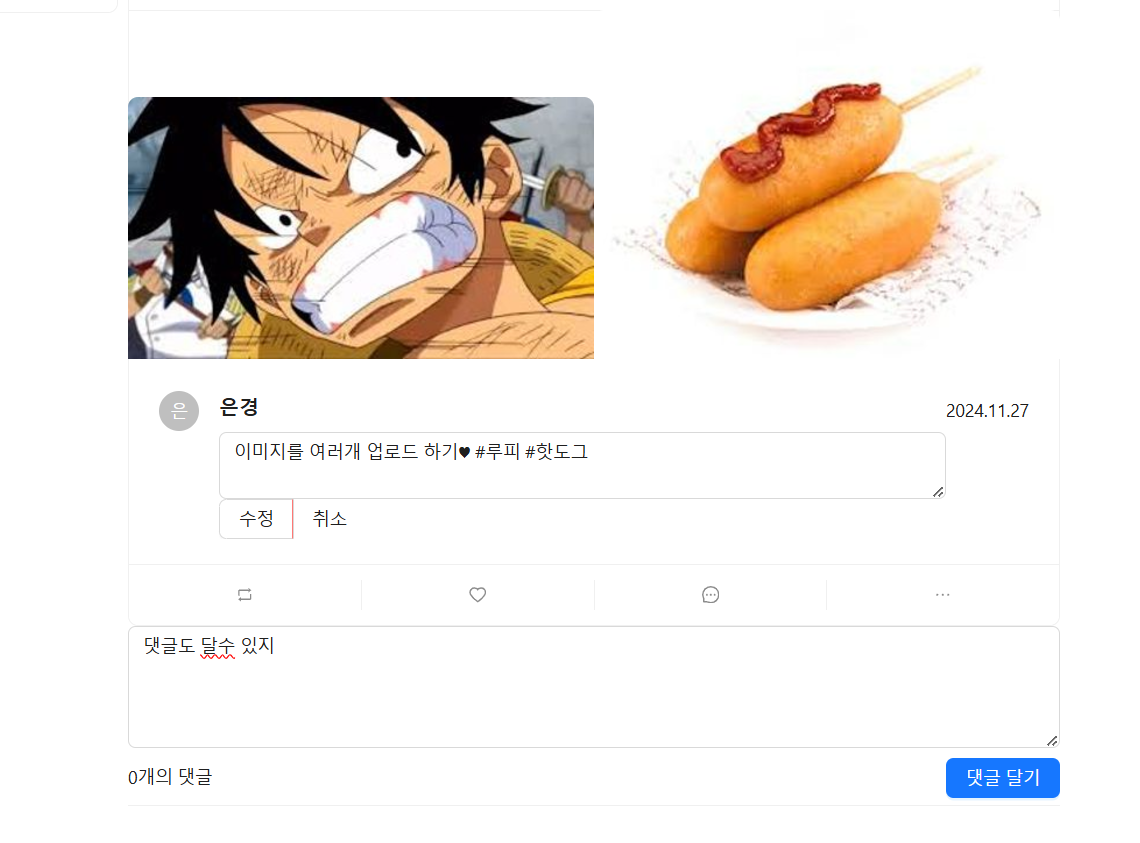 은 은경 2024.11.27
이미지를 여러개 업로드 하기♥ #루피 #핫도그
수정 취소
댓글도 달수 있지
0개의 댓글 댓글 달기